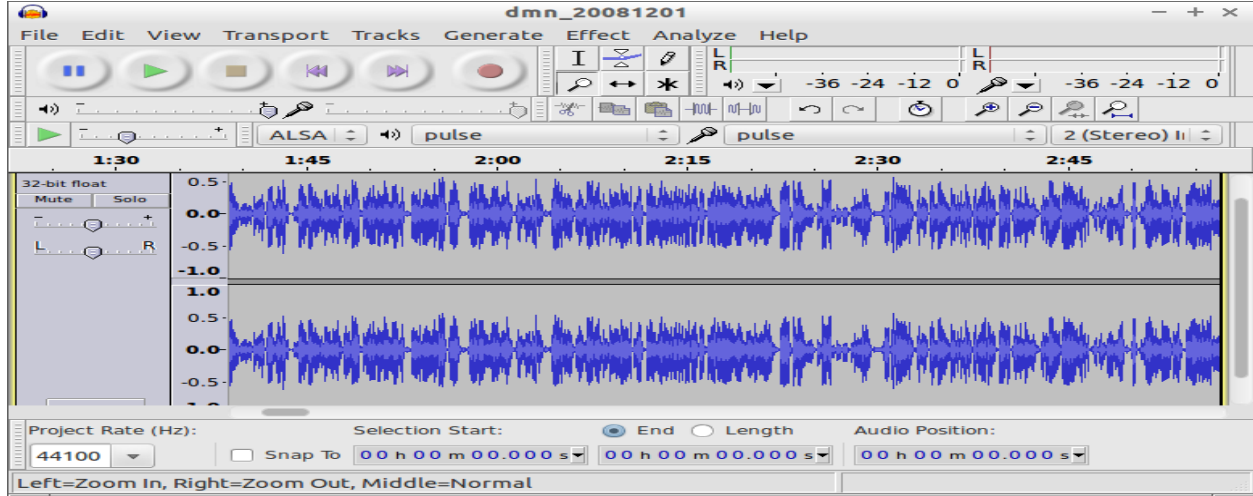 dmn_20081201
File Edit View Transport Tracks Generate Effect Analyze Help
L
R
-36 -24 -12 0
L
R
-36 -24 -12 0
ALSA pulse pulse 2 (Stereo)
1:30 1:45 2:00 2:15 2:30 2:45
32-bit float
Mute Solo
- +
L R
0.5
0.0
-0.5
-1.0
1.0
0.5
0.0
-0.5
Project Rate (Hz): Selection Start: End Length Audio Position:
44100 Snap To 00 h 00 m 00.000 s 00 h 00 m 00.000 s 00 h 00 m 00.000 s
Left=Zoom In, Right=Zoom Out, Middle=Normal